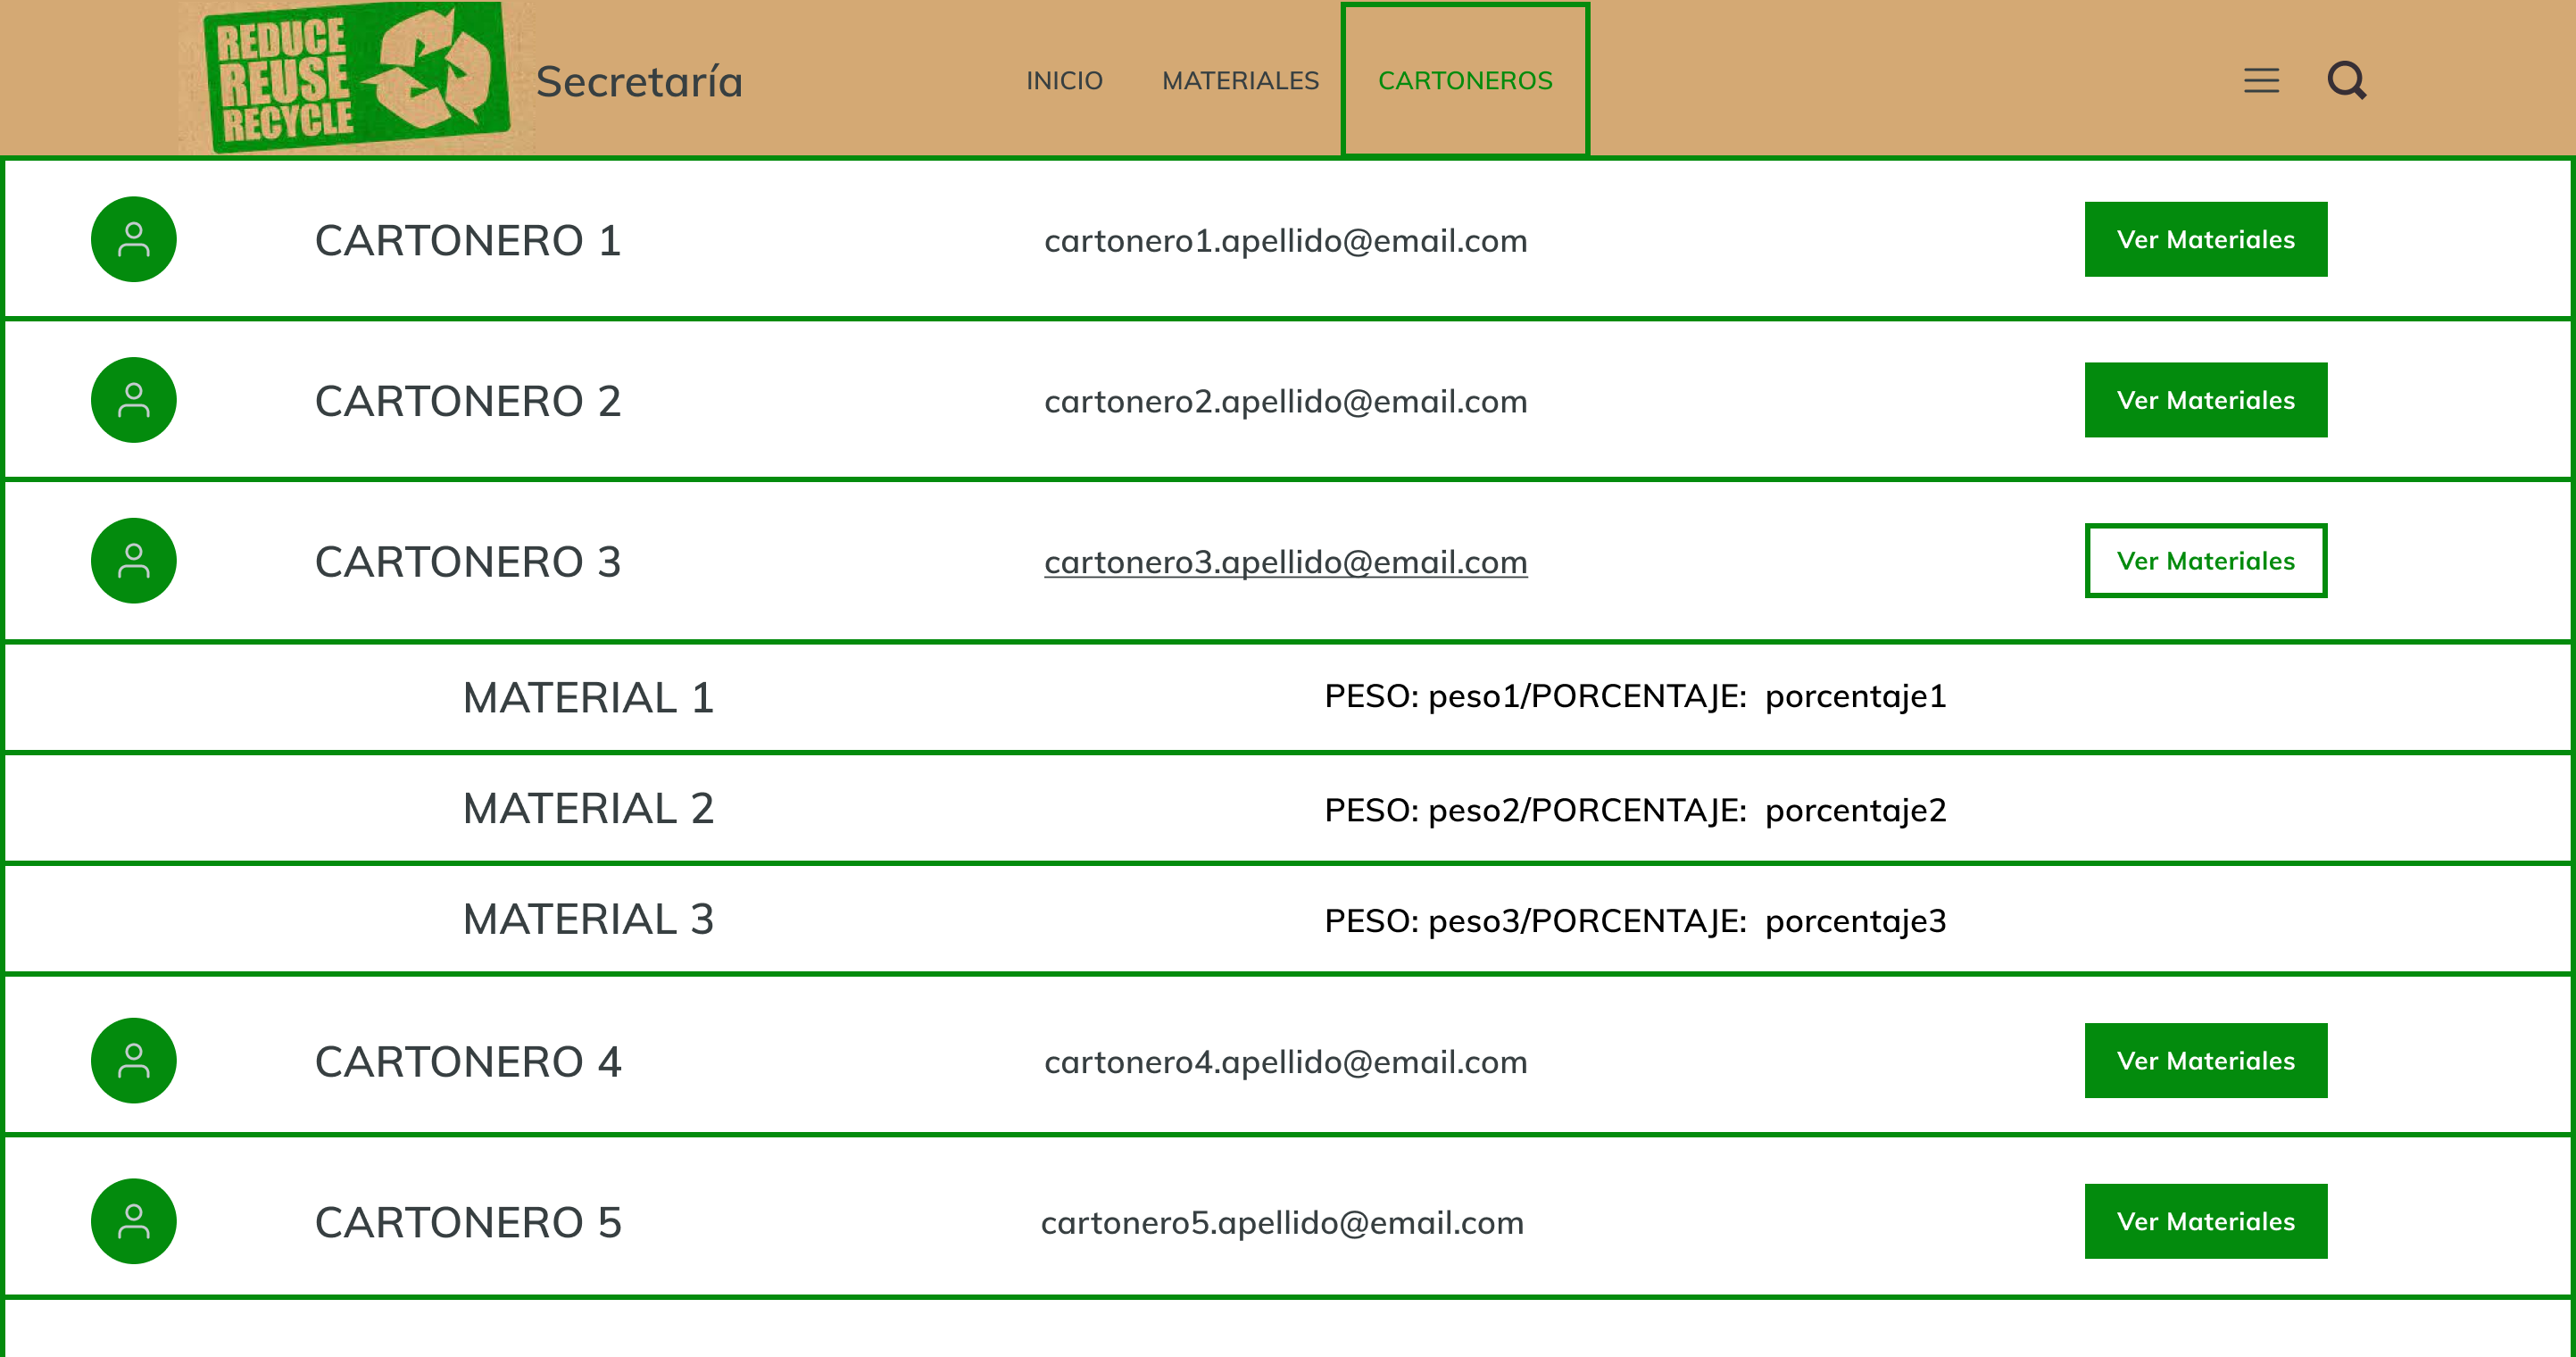 REDUCE
REUSE
RECYCLE
Secretaría
INICIO
MATERIALES
CARTONEROS
CARTONERO 1
cartonero1.apellido@email.com
Ver Materiales
CARTONERO 2
cartonero2.apellido@email.com
Ver Materiales
CARTONERO 3
cartonero3.apellido@email.com
Ver Materiales
MATERIAL 1
PESO: peso1/PORCENTAJE:  porcentaje1
MATERIAL 2
PESO: peso2/PORCENTAJE:  porcentaje2
MATERIAL 3
PESO: peso3/PORCENTAJE:  porcentaje3
CARTONERO 4
cartonero4.apellido@email.com
Ver Materiales
CARTONERO 5
cartonero5.apellido@email.com
Ver Materiales